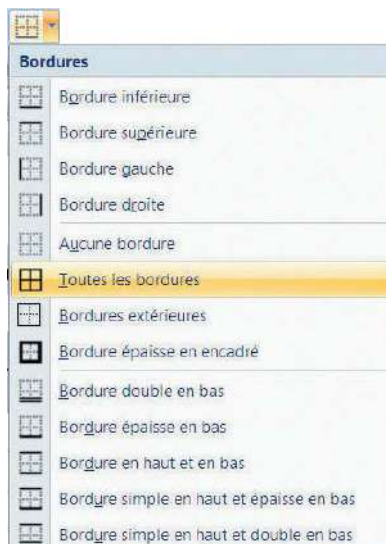 Bordures
Bordure inférieure
Bordure supérieure
Bordure gauche
Bordure droite
Aucune bordure
Toutes les bordures
Bordures extérieures
Bordure épaisse en encadré
Bordure double en bas
Bordure épaisse en bas
Bordure en haut et en bas
Bordure simple en haut et épaisse en bas
Bordure simple en haut et double en bas